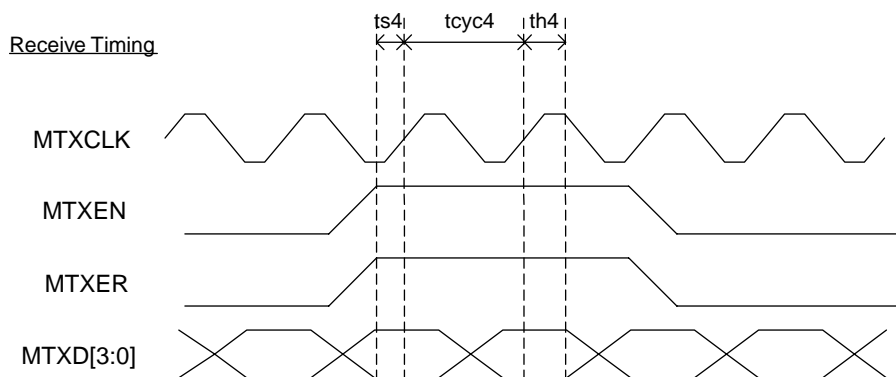 ts4 tcyc4 th4
Receive Timing
MTXCLK
MTXEN
MTXER
MTXD[3:0]